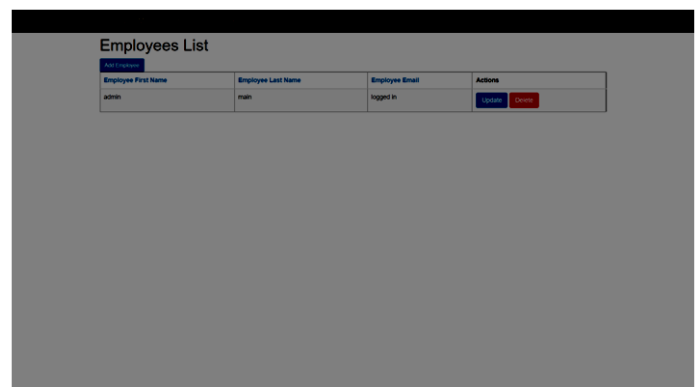 Employees List
Add Employee
Employee First Name Employee Last Name Employee Email Actions
admin main logged in Update Delete